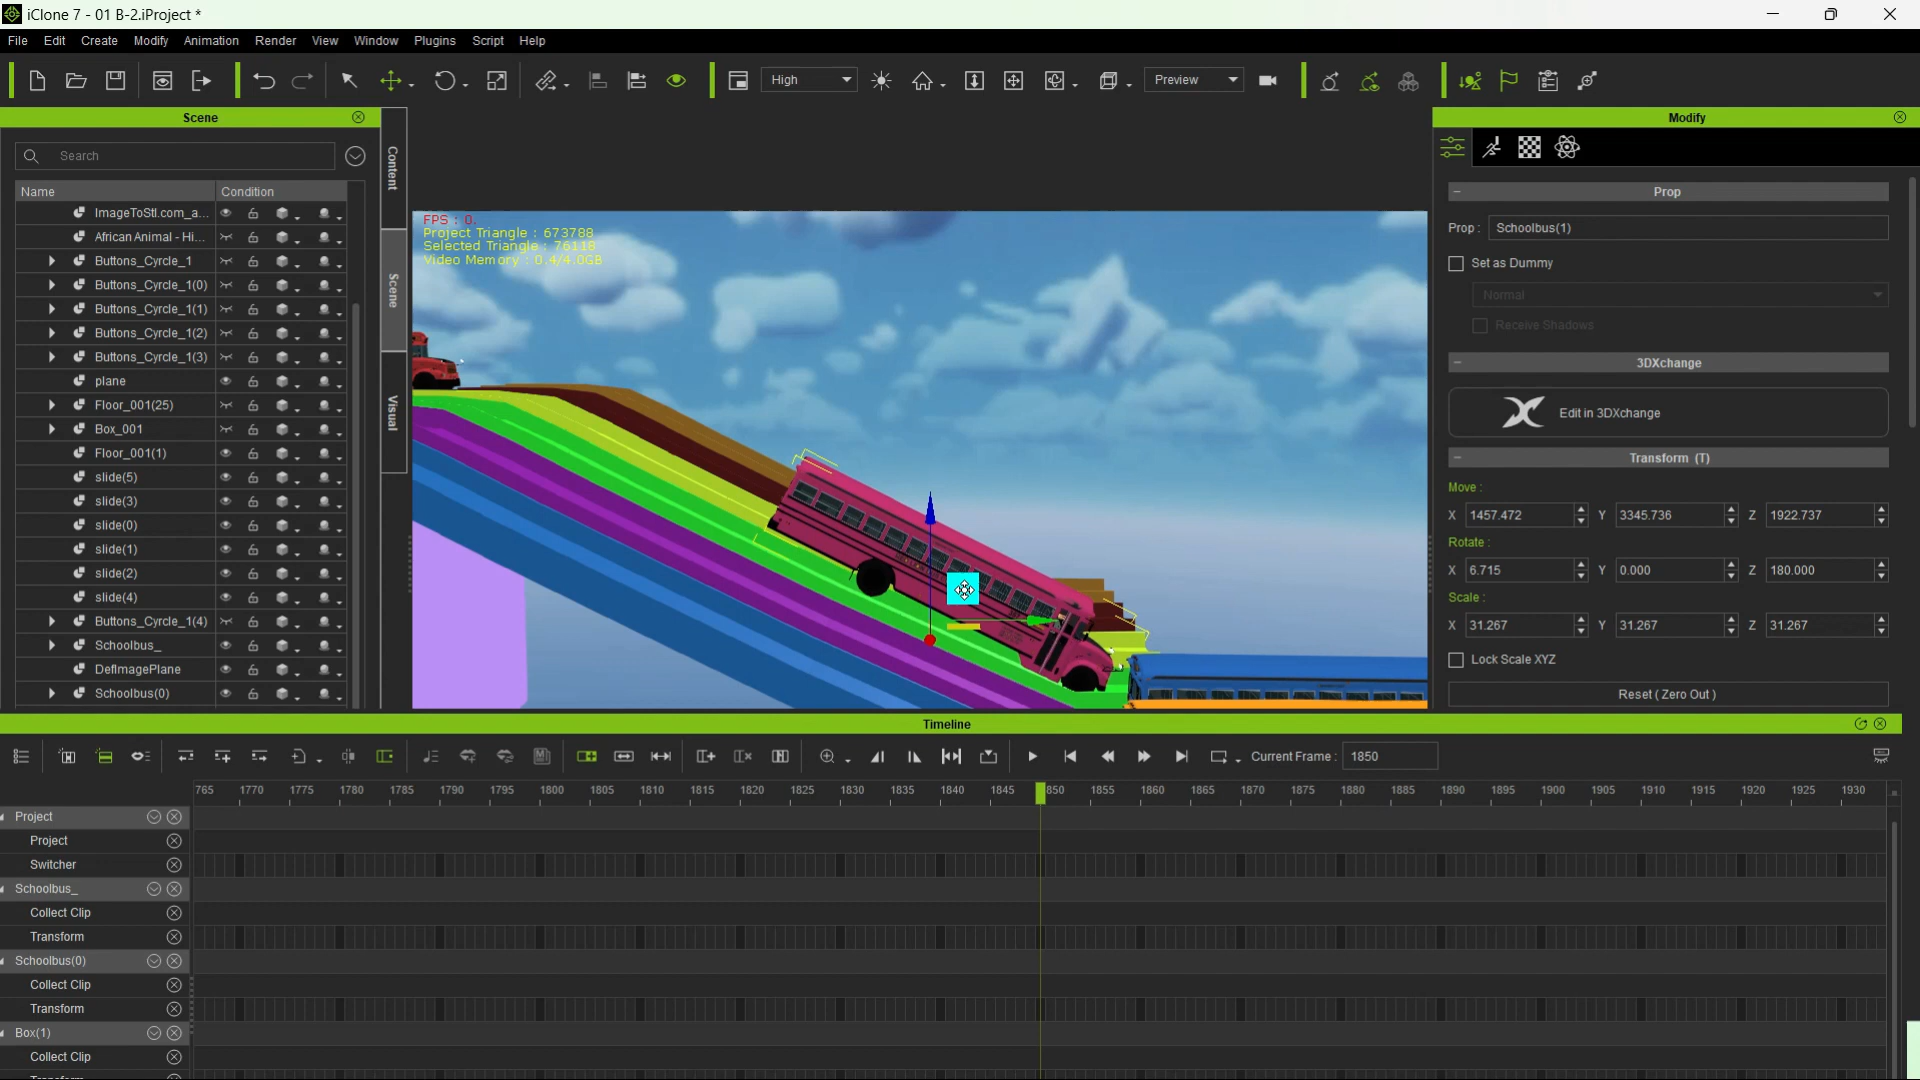 iClone 7 - 01 B-2.iProject *
File Edit Create Modify Animation Render View Window Plugins Script Help
High
Preview
Scene
Search
Name Condition
ImageToStl.com_a...
African Animal - Hi...
Buttons_Cyrcle_1
Buttons_Cyrcle_1(0)
Buttons_Cyrcle_1(1)
Buttons_Cyrcle_1(2)
Buttons_Cyrcle_1(3)
plane
Floor_001(25)
Box_001
Floor_001(1)
slide(5)
slide(3)
slide(0)
slide(1)
slide(2)
slide(4)
Buttons_Cyrcle_1(4)
Schoolbus_
DefImagePlane
Schoolbus(0)
Content
Scene
Visual
FPS : 0.
Project Triangle : 673788
Selected Triangle : 76118
Video Memory : 0.4/4.0GB
Modify
Prop
Prop : Schoolbus(1)
Set as Dummy
Normal
Receive Shadows
3DXchange
Edit in 3DXchange
Transform (T)
Move :
X 1457.472 Y 3345.736 Z 1922.737
Rotate :
X 6.715 Y 0.000 Z 180.000
Scale :
X 31.267 Y 31.267 Z 31.267
Lock Scale XYZ
Reset ( Zero Out )
Timeline
Current Frame : 1850
765 1770 1775 1780 1785 1790 1795 1800 1805 1810 1815 1820 1825 1830 1835 1840 1845 850 1855 1860 1865 1870 1875 1880 1885 1890 1895 1900 1905 1910 1915 1920 1925 1930
Project
Project
Switcher
Schoolbus_
Collect Clip
Transform
Schoolbus(0)
Collect Clip
Transform
Box(1)
Collect Clip